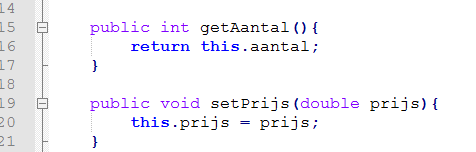 14
15 public int getAantal(){
16 return this.aantal;
17 }
18
19 public void setPrijs(double prijs){
20 this.prijs = prijs;
21 }